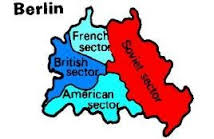 Berlin
French
sector
British
sector
American
sector
Soviet sector